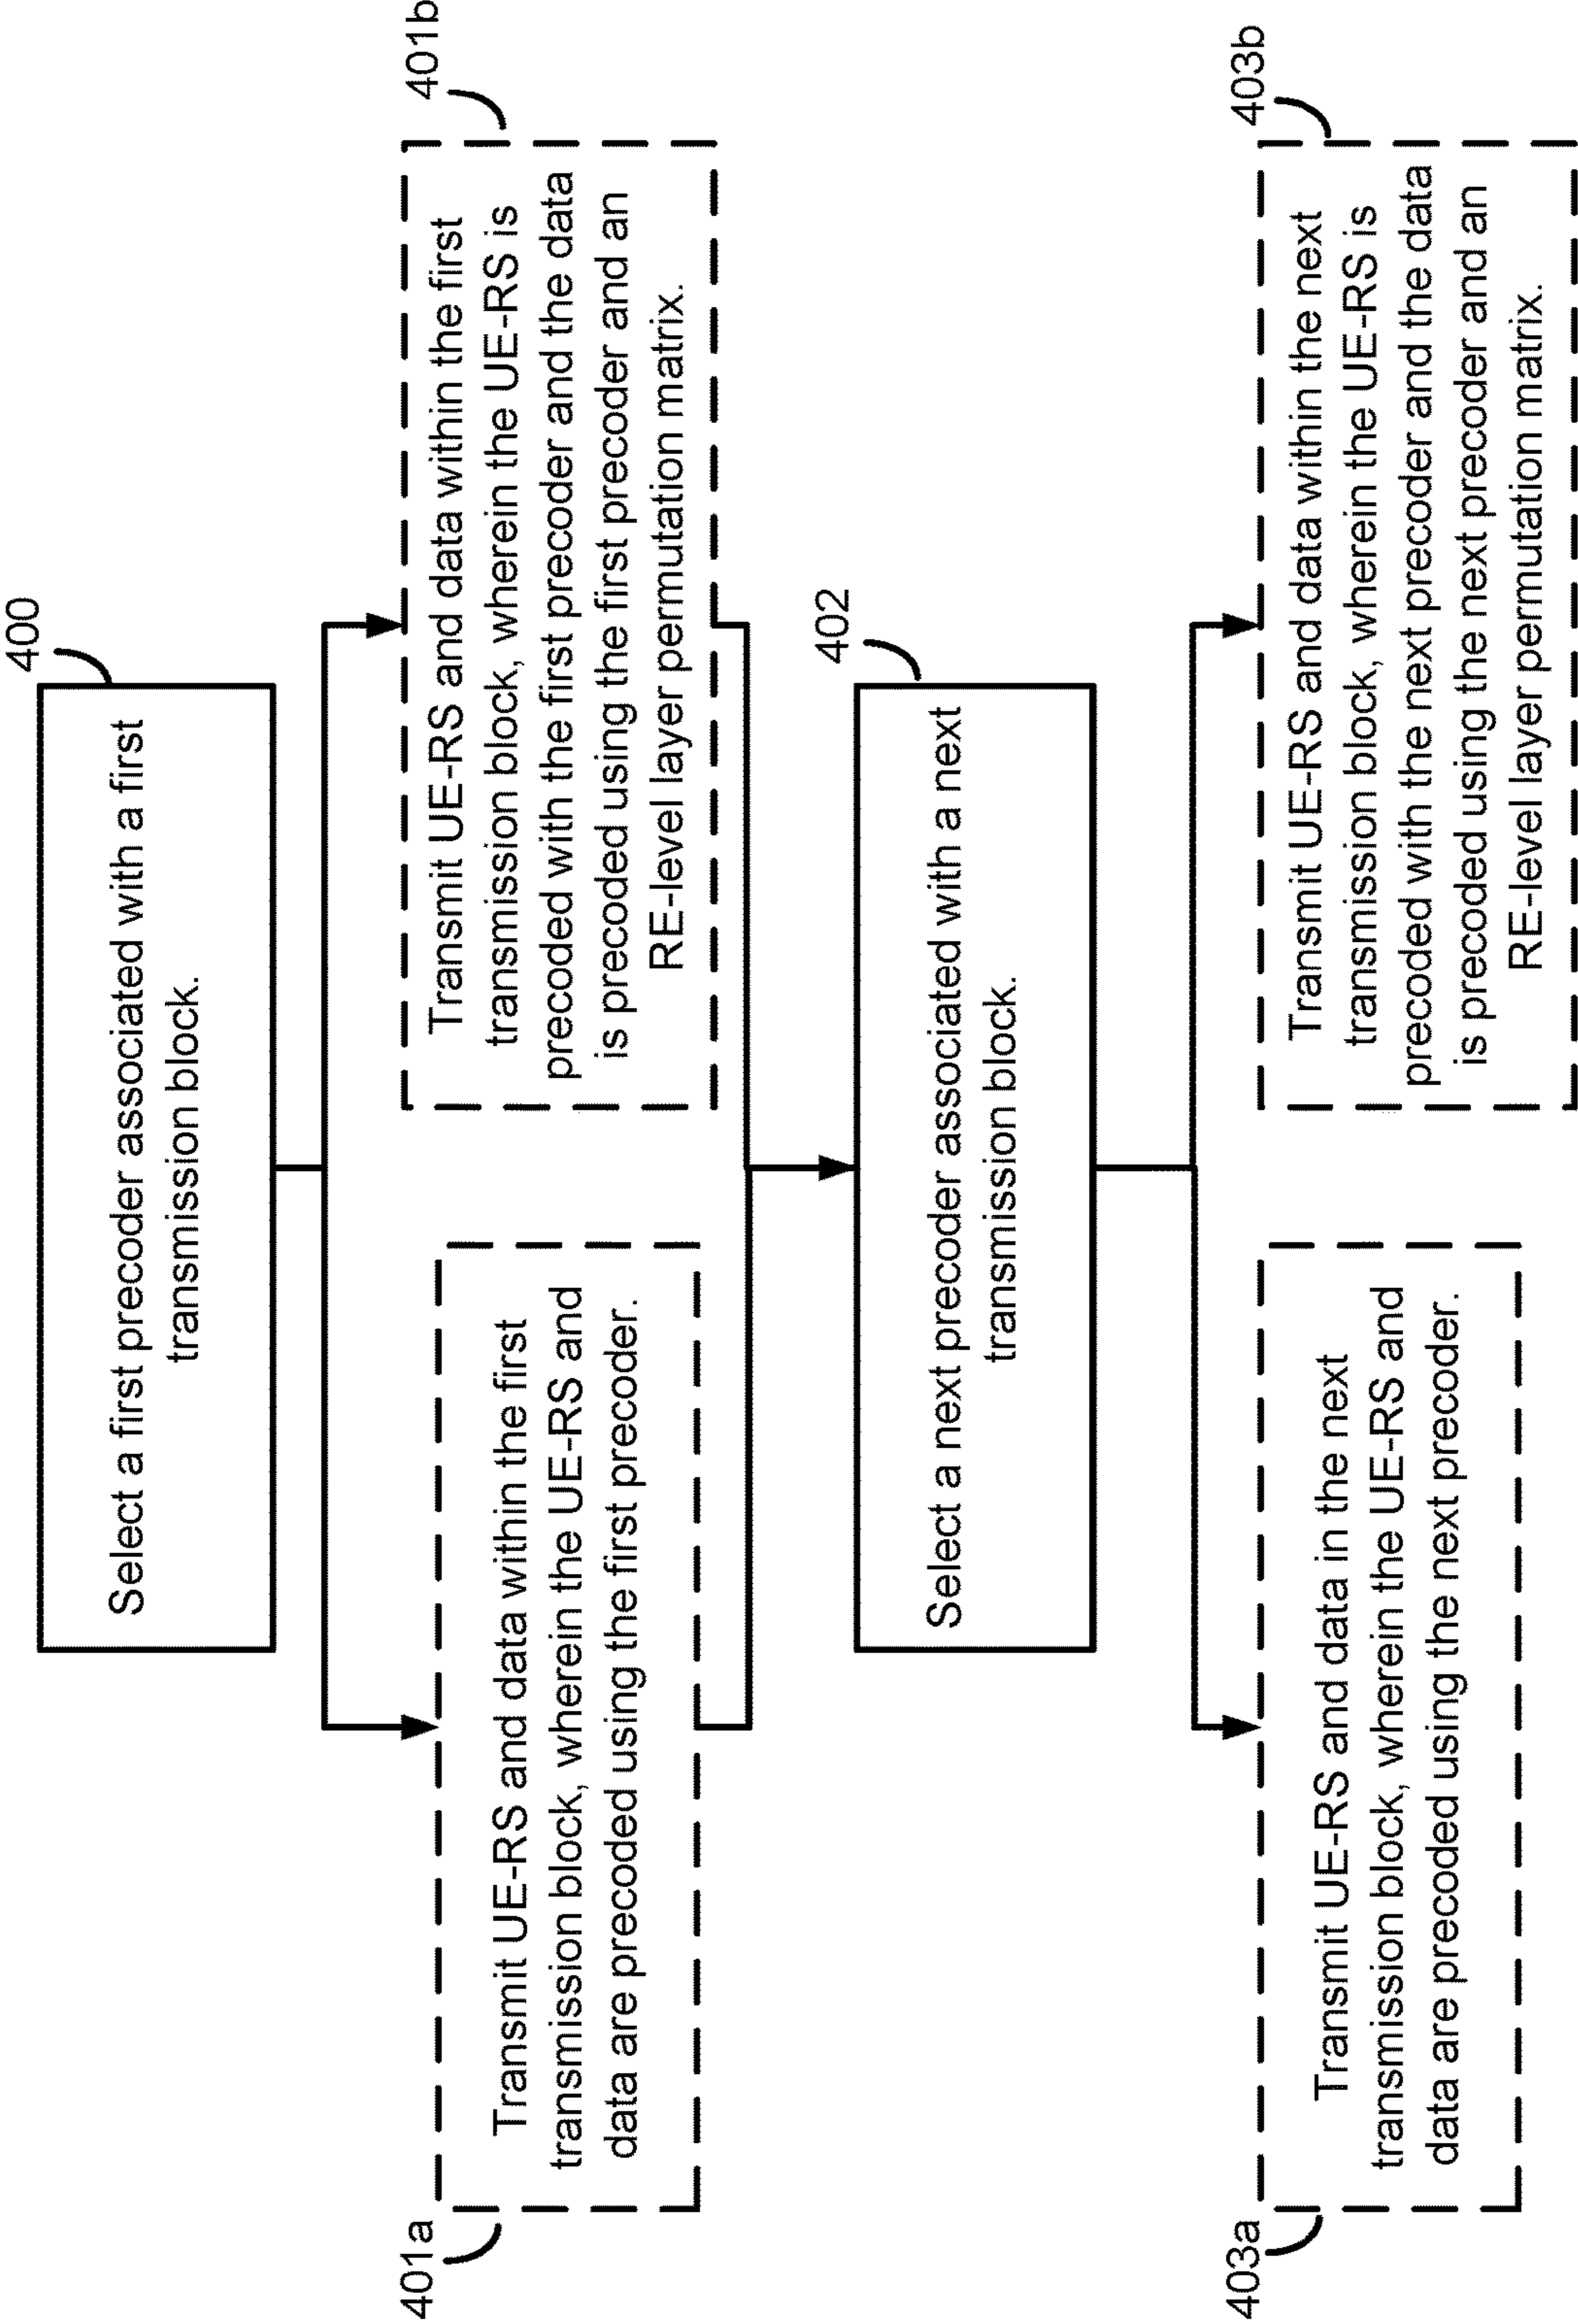 400
Select a first precoder associated with a first
transmission block.
401a
Transmit UE-RS and data within the first
transmission block, wherein the UE-RS and
data are precoded using the first precoder.
401b
Transmit UE-RS and data within the first
transmission block, wherein the UE-RS is
precoded with the first precoder and the data
is precoded using the first precoder and an
RE-level layer permutation matrix.
402
Select a next precoder associated with a next
transmission block.
403a
Transmit UE-RS and data in the next
transmission block, wherein the UE-RS and
data are precoded using the next precoder.
403b
Transmit UE-RS and data within the next
transmission block, wherein the UE-RS is
precoded with the next precoder and the data
is precoded using the next precoder and an
RE-level layer permutation matrix.